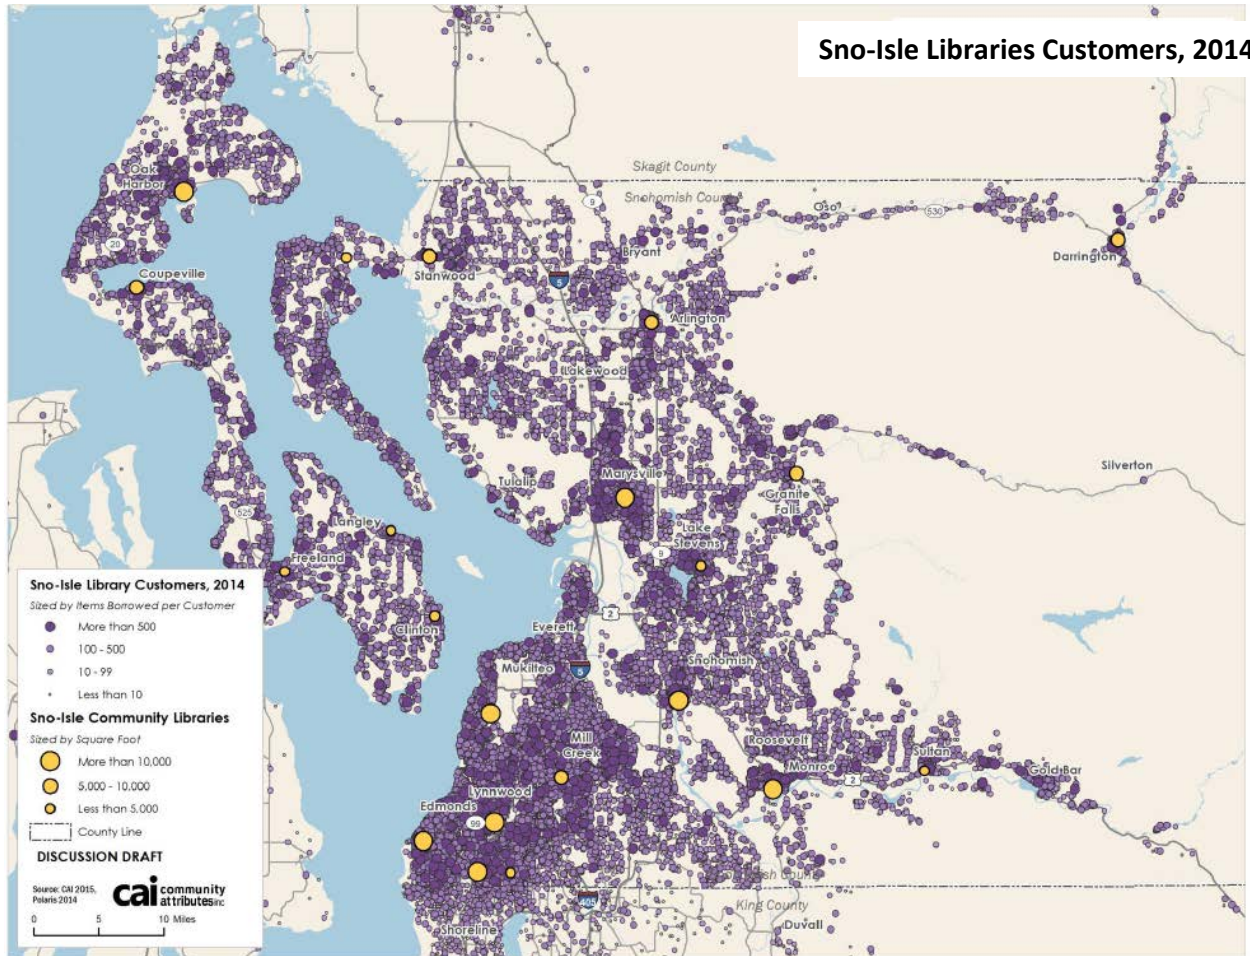 Sno-Isle Libraries Customers, 2014
Skagit County
Snohomish County
Oak
Harbor
9
Oso
530
20
Bryant
Darrington
Stanwood
5
Coupeville
Arlington
Lakewood
Marysville
Silverton
Tulalip
Granite
Falls
525
Langley
Lake
Stevens
9
Freeland
2
Clinton
Everett
Mukilteo
5
Snohomish
Mill
Creek
Roosevelt
Sultan
Monroe
2
Gold Bar
Lynnwood
Edmonds
99
King County
405
Duvall
Shoreline
Sno-Isle Library Customers, 2014
Sized by Items Borrowed per Customer
More than 500
100 - 500
10 - 99
Less than 10
Sno-Isle Community Libraries
Sized by Square Foot
More than 10,000
5,000 - 10,000
Less than 5,000
County Line
DISCUSSION DRAFT
Source: CAI 2015,
Polaris 2014
cai community
attributes inc
0 5 10 Miles